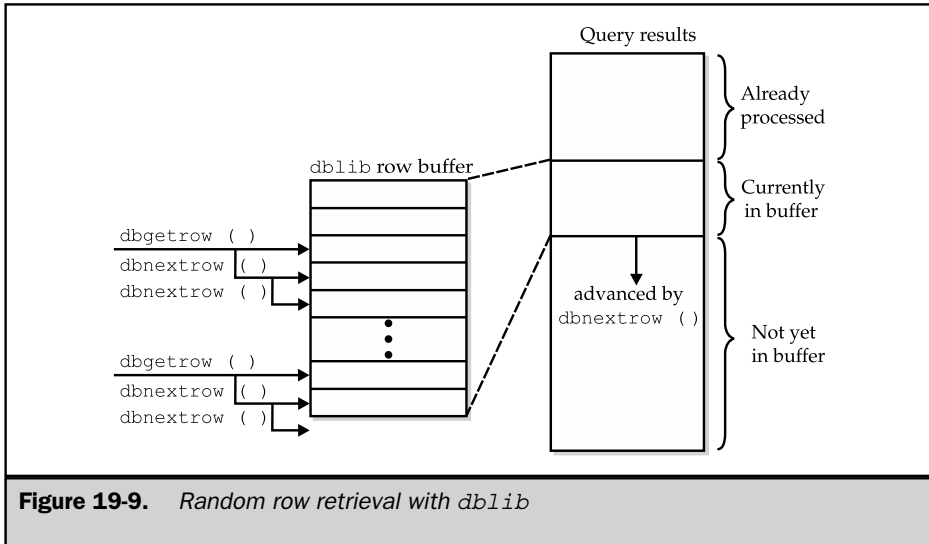 Query results
Already
processed
dblib row buffer
Currently
in buffer
dbgetrow ( )
dbnextrow ( )
dbnextrow ( )
advanced by
dbnextrow ()
Not yet
in buffer
dbgetrow ( )
dbnextrow ( )
dbnextrow ( )
Figure 19-9. Random row retrieval with dblib